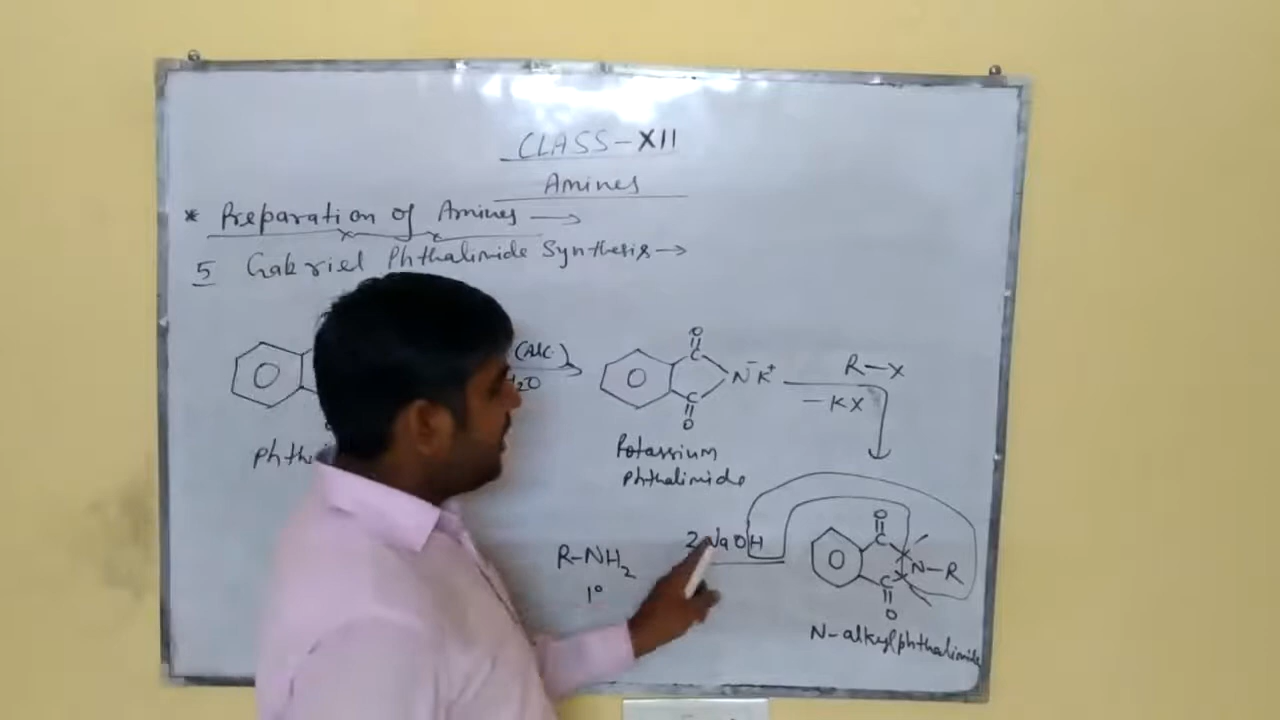 CLASS-XII
Amines
* Preparation of Amines →
5 Gabriel Phthalimide Synthesis →
(Alc.)
O
C
N⁻ K⁺
C
O
R-X
-KX
Potassium
Phthalimide
2NaOH
R-NH₂
1°
O
C
N-R
C
O
N-alkylphthalimide